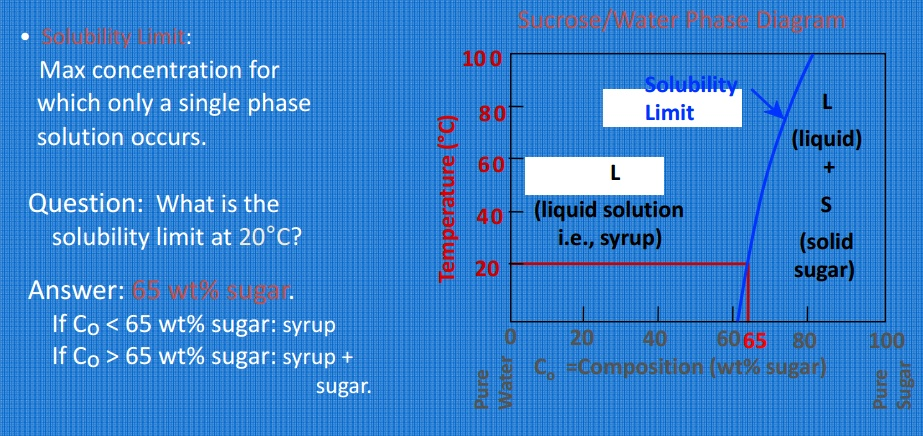 Sucrose/Water Phase Diagram
• Solubility Limit:
Max concentration for
which only a single phase
solution occurs.
Question: What is the
solubility limit at 20°C?
Answer: 65 wt% sugar.
If Co < 65 wt% sugar: syrup
If Co > 65 wt% sugar: syrup +
sugar.
Temperature (°C)
100
80
60
40
20
Solubility
Limit
L
(liquid solution
i.e., syrup)
L
(liquid)
+
S
(solid
sugar)
0 20 40 60 65 80 100
Co =Composition (wt% sugar)
Pure
Water
Pure
Sugar